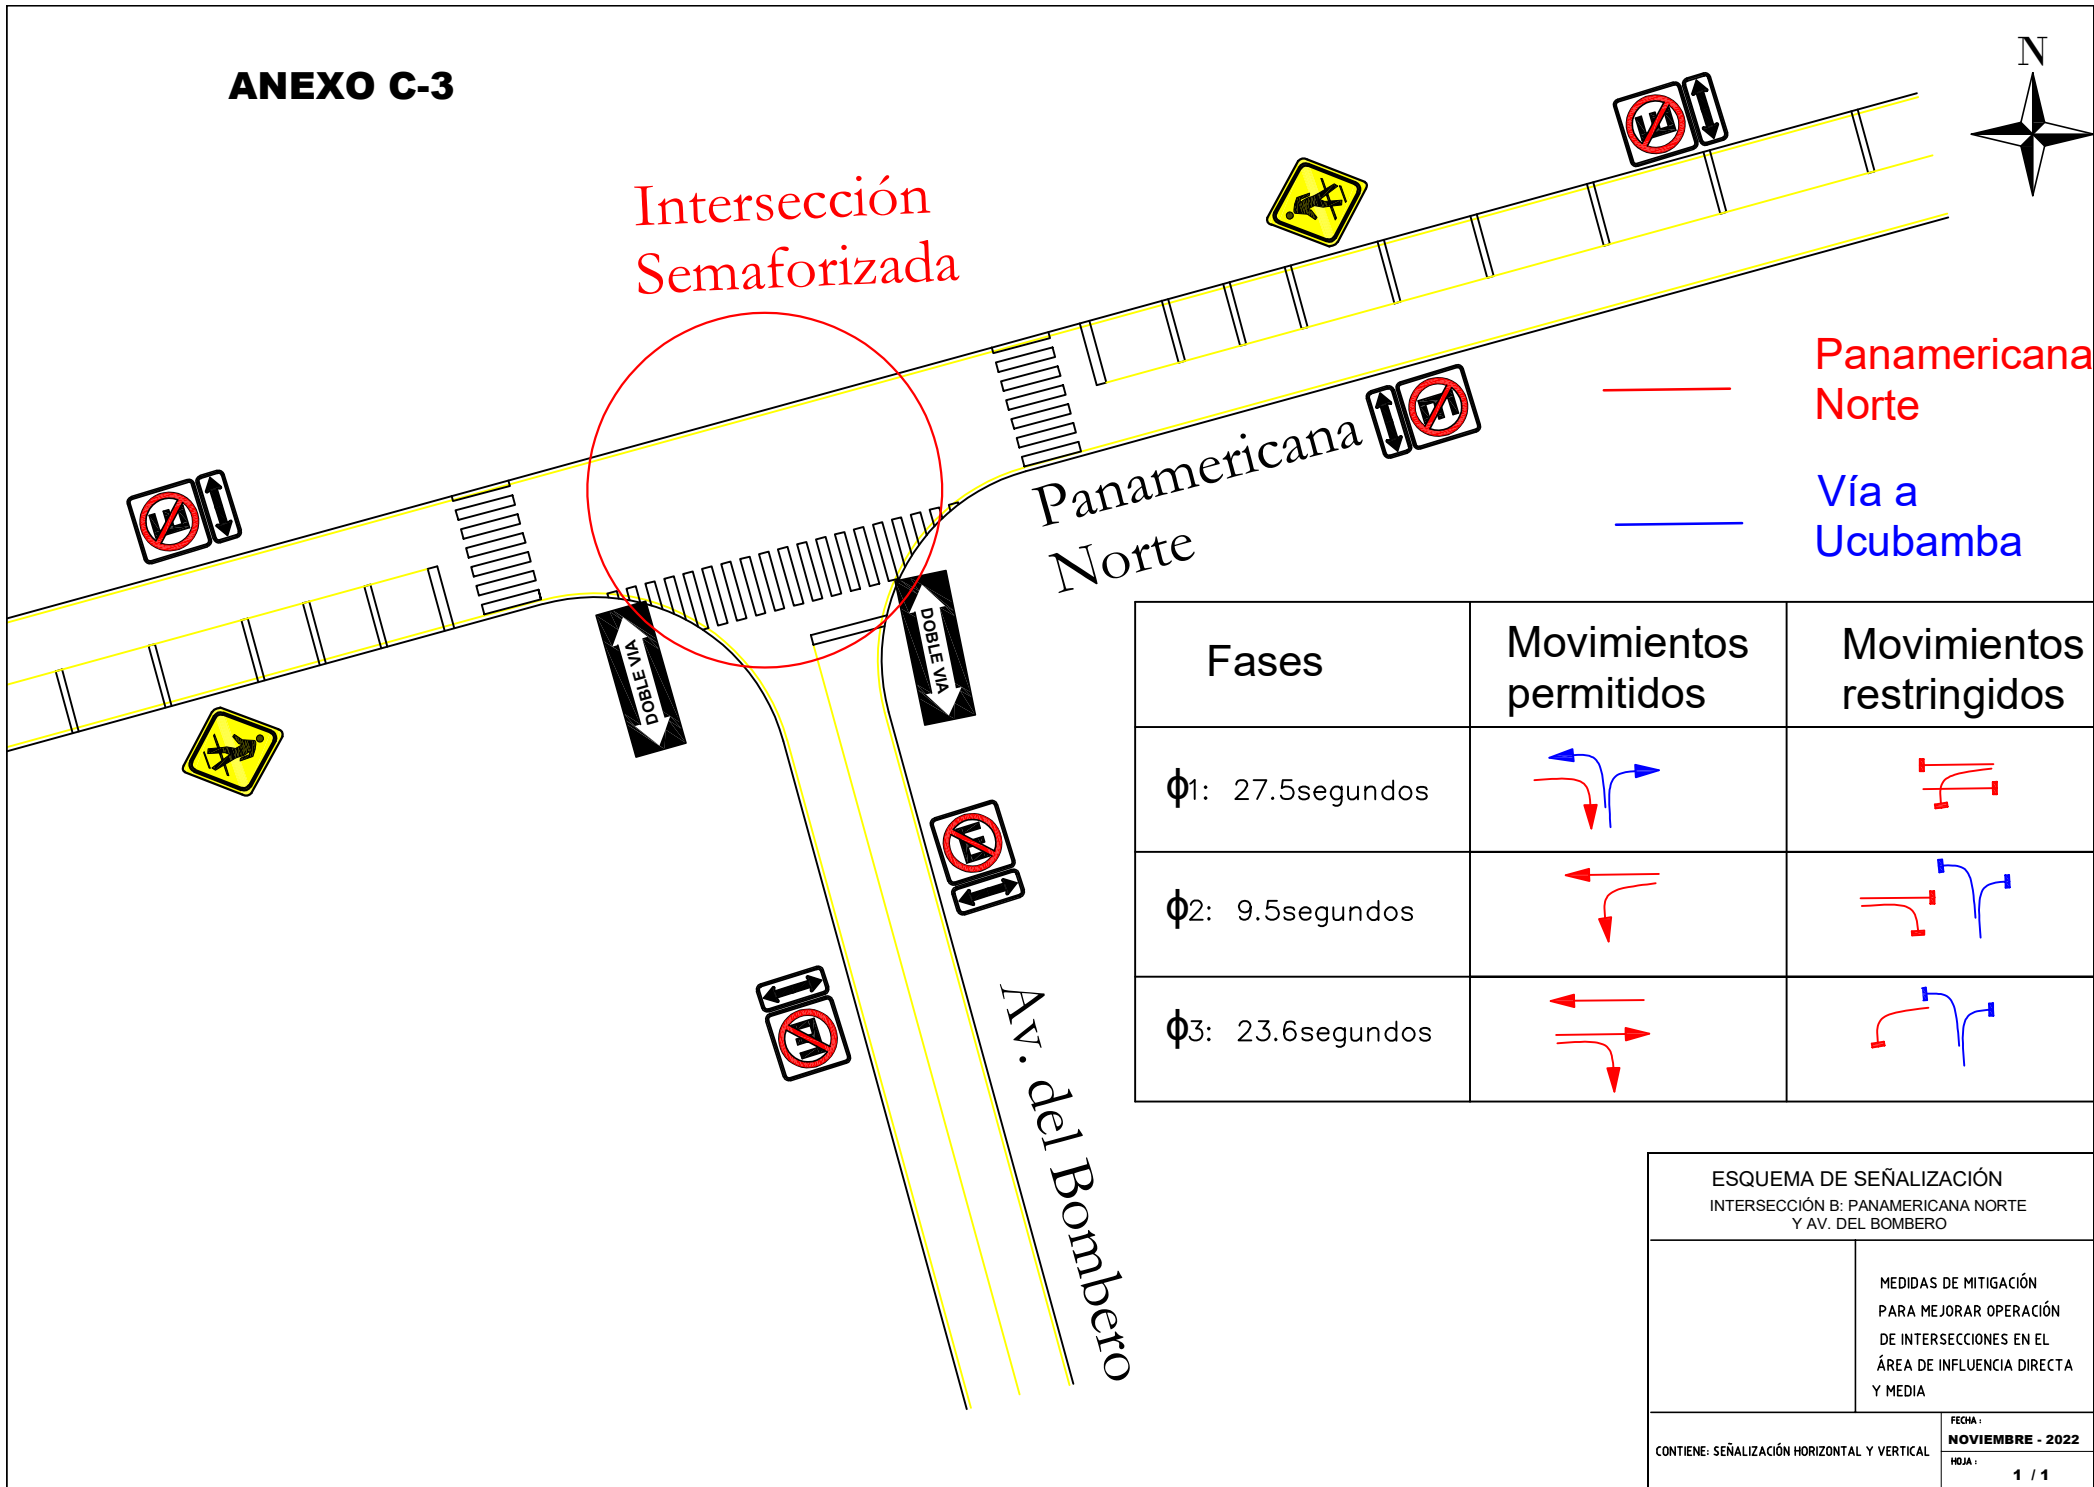 ANEXO C-3
N
Intersección
Semaforizada
E
E
E
Panamericana
Norte
Panamericana
Norte
Vía a
Ucubamba
DOBLE VIA
DOBLE VIA
E
E
Av. del Bombero
Fases
Movimientos
permitidos
Movimientos
restringidos
ϕ1: 27.5segundos
ϕ2: 9.5segundos
ϕ3: 23.6segundos
ESQUEMA DE SEÑALIZACIÓN
INTERSECCIÓN B: PANAMERICANA NORTE
Y AV. DEL BOMBERO
MEDIDAS DE MITIGACIÓN
PARA MEJORAR OPERACIÓN
DE INTERSECCIONES EN EL
ÁREA DE INFLUENCIA DIRECTA
Y MEDIA
CONTIENE: SEÑALIZACIÓN HORIZONTAL Y VERTICAL
FECHA :
NOVIEMBRE - 2022
HOJA :
1 / 1